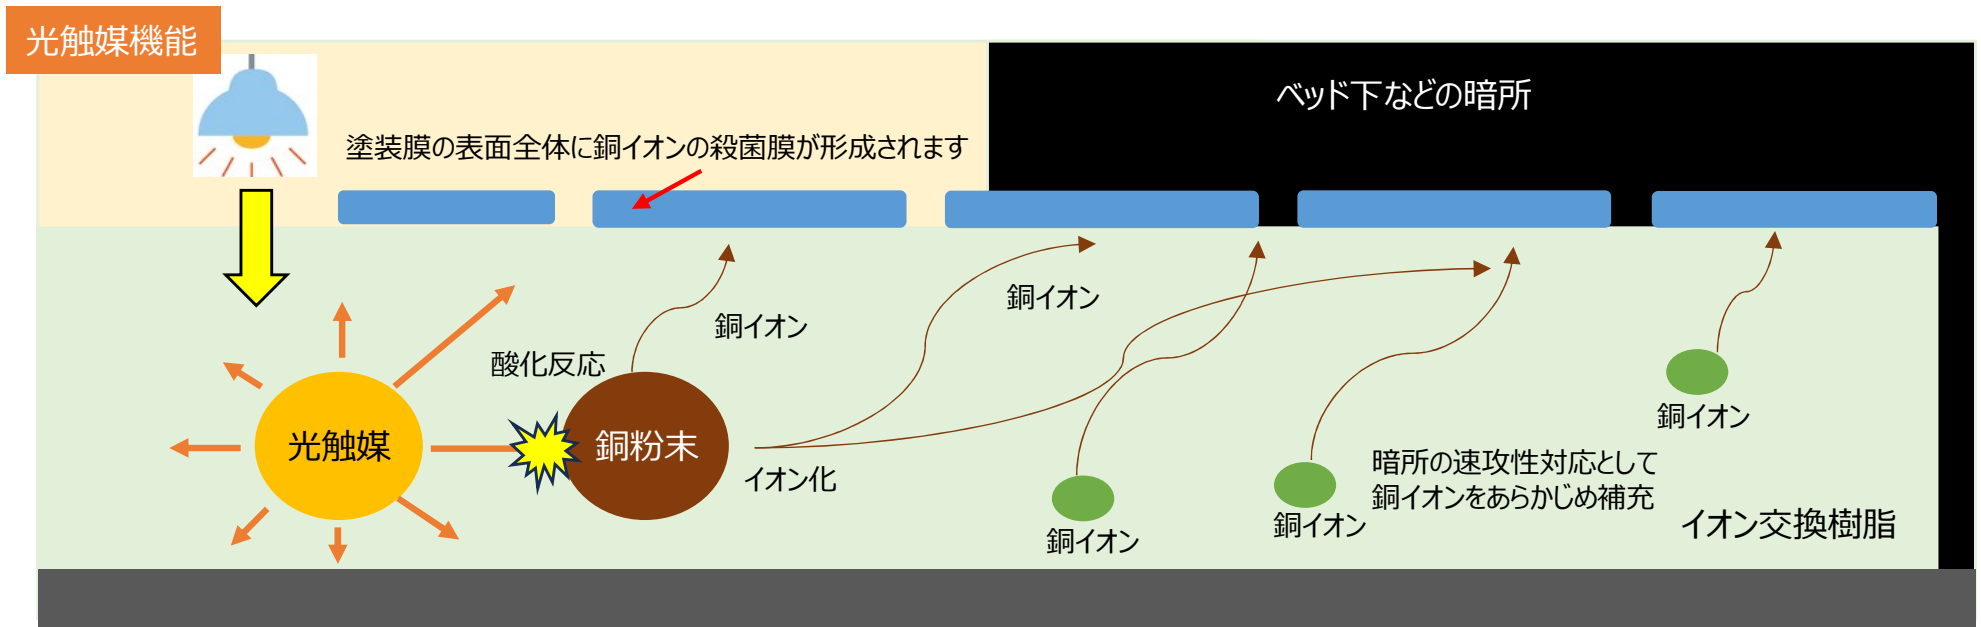 光触媒機能
ベッド下などの暗所
塗装膜の表面全体に銅イオンの殺菌膜が形成されます
銅イオン
銅イオン
酸化反応
光触媒
銅粉末
イオン化
銅イオン
暗所の速攻性対応として
銅イオンをあらかじめ補充
銅イオン
銅イオン
イオン交換樹脂